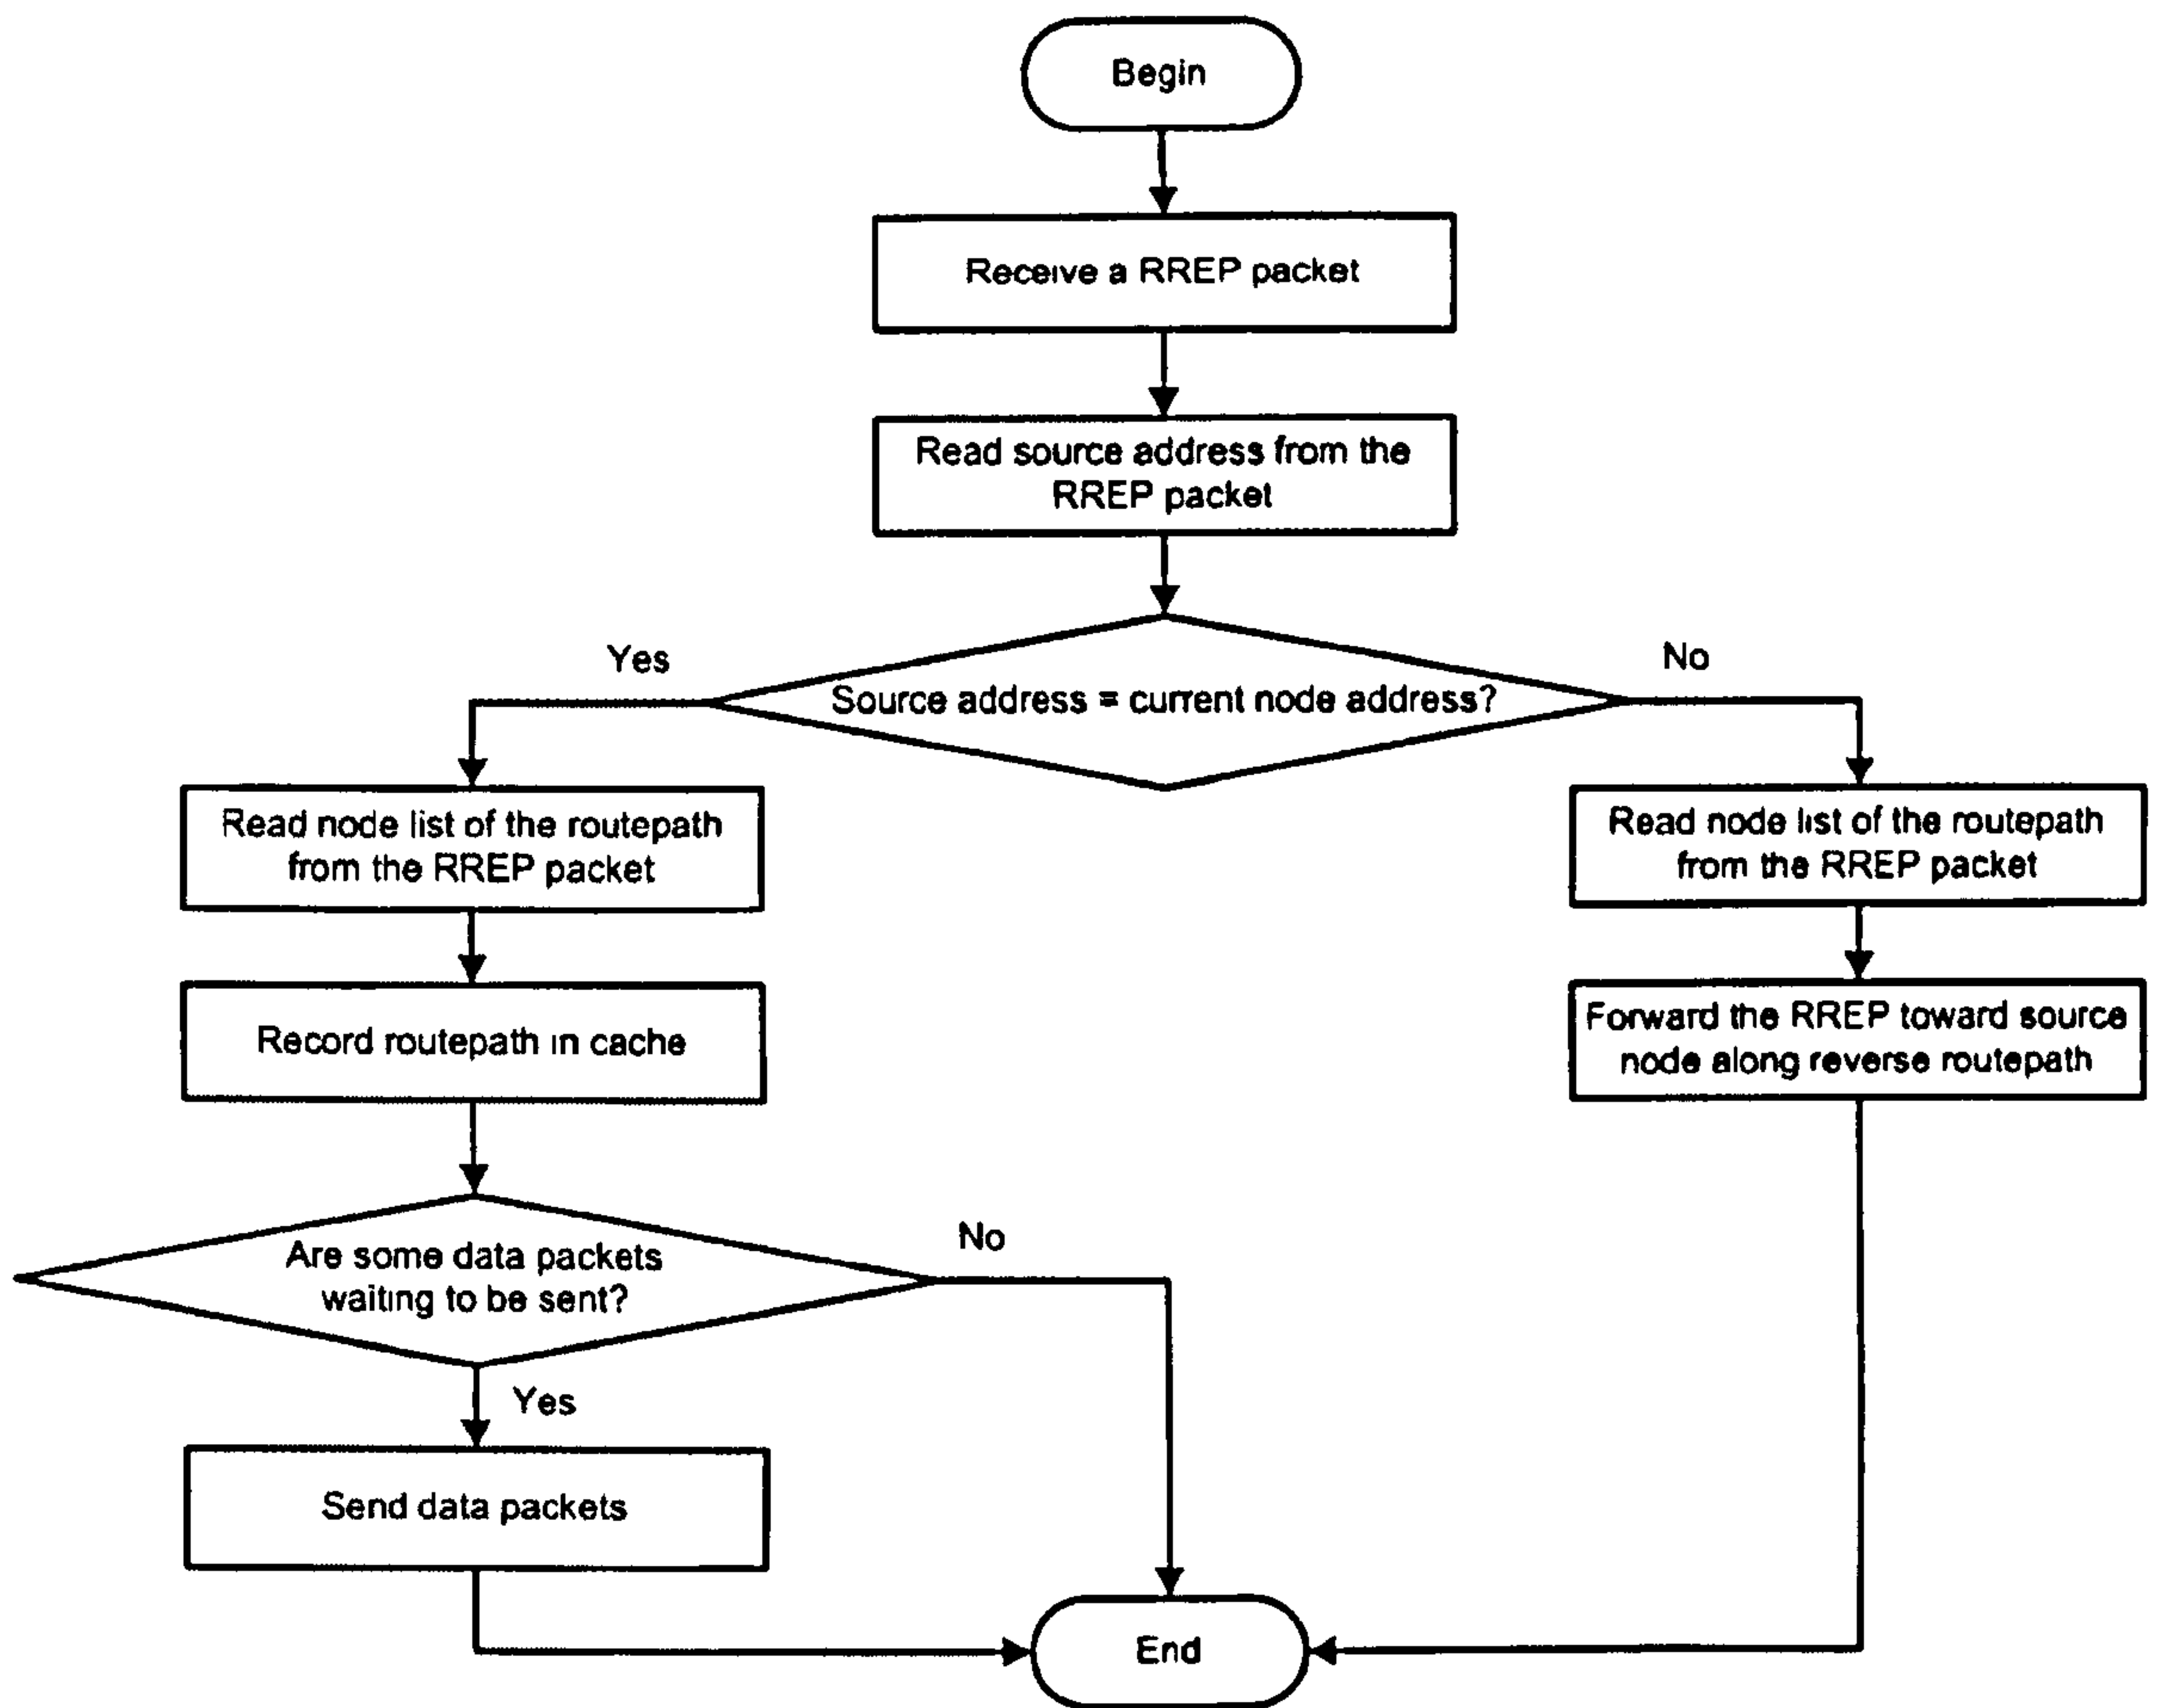 Begin
Receive a RREP packet
Read source address from the
RREP packet
Yes
No
Source address = current node address?
Read node list of the routepath
from the RREP packet
Read node list of the routepath
from the RREP packet
Record routepath in cache
Forward the RREP toward source
node along reverse routepath
Are some data packets
waiting to be sent?
No
Yes
Send data packets
End